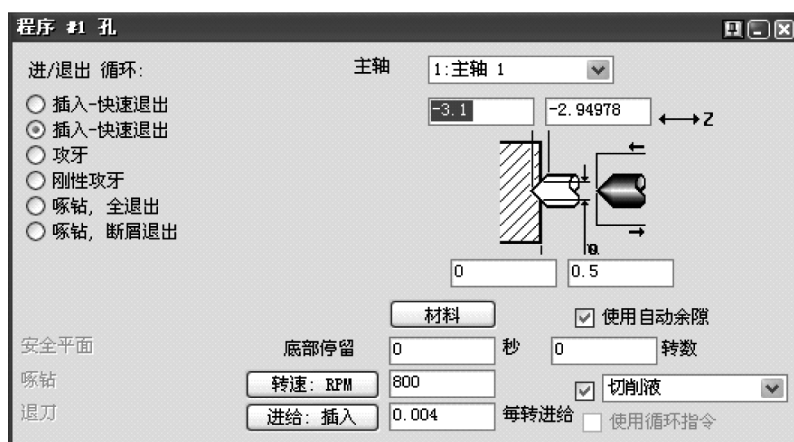 程序 #1 孔
进/退出 循环:
主轴
1:主轴 1
插入-快速退出
插入-快速退出
攻牙
刚性攻牙
啄钻, 全退出
啄钻, 断屑退出
-3.1
-2.94978
Z
0
0.5
材料
使用自动余隙
安全平面
底部停留
0
秒
0
转数
啄钻
转速: RPM
800
切削液
退刀
进给: 插入
0.004
每转进给
使用循环指令